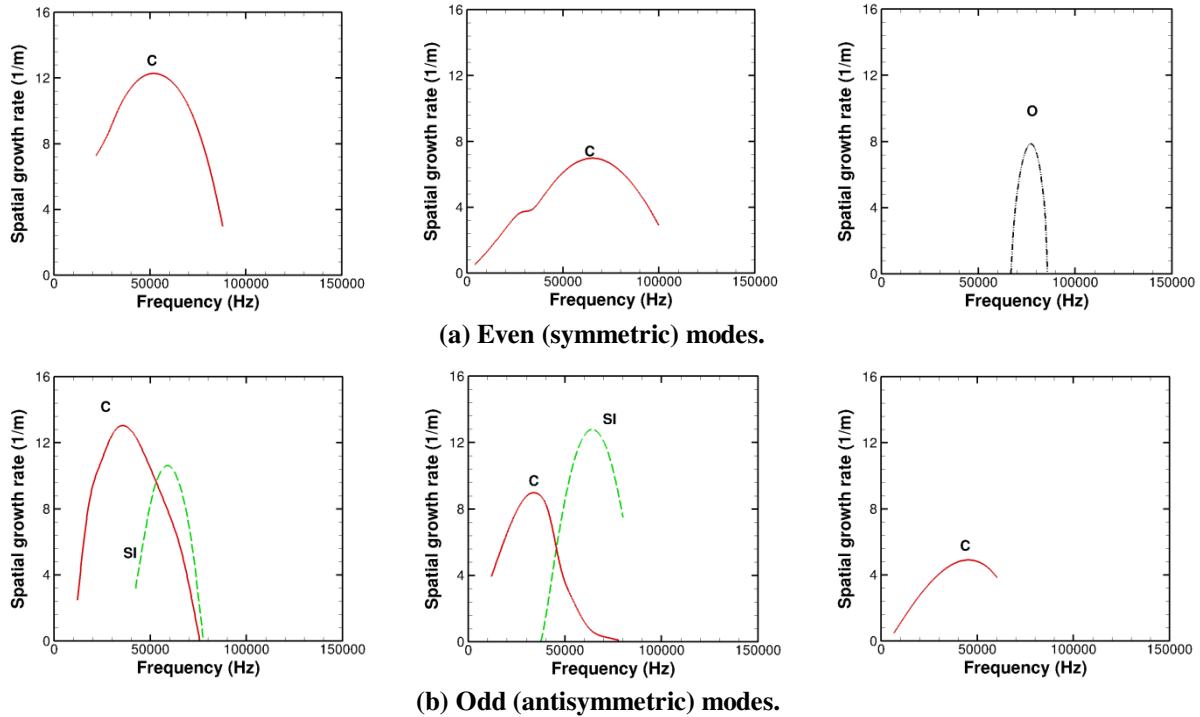 16
12
8
4
0
Spatial growth rate (1/m)
C
0 50000 100000 150000
Frequency (Hz)
16
12
8
4
0
Spatial growth rate (1/m)
C
0 50000 100000 150000
Frequency (Hz)
16
12
8
4
0
Spatial growth rate (1/m)
O
0 50000 100000 150000
Frequency (Hz)
(a) Even (symmetric) modes.
16
12
8
4
0
Spatial growth rate (1/m)
C
SI
0 50000 100000 150000
Frequency (Hz)
16
12
8
4
0
Spatial growth rate (1/m)
SI
C
0 50000 100000 150000
Frequency (Hz)
16
12
8
4
0
Spatial growth rate (1/m)
C
0 50000 100000 150000
Frequency (Hz)
(b) Odd (antisymmetric) modes.